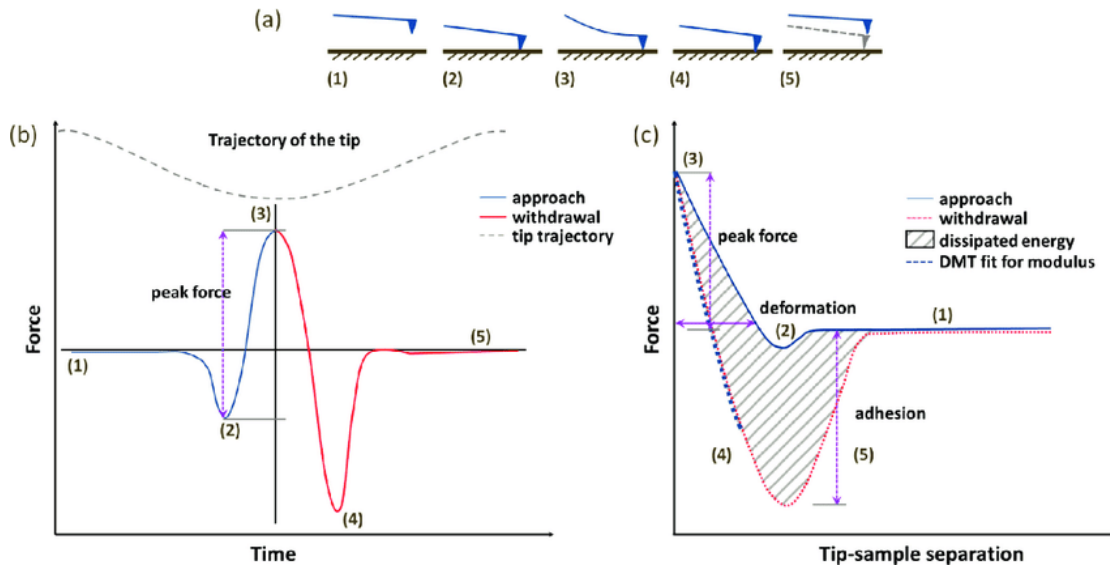 (a)
(1)
(2)
(3)
(4)
(5)
(b)
Trajectory of the tip
approach
withdrawal
tip trajectory
(3)
peak force
(1)
(5)
(2)
(4)
Force
Time
(c)
(3)
approach
withdrawal
dissipated energy
DMT fit for modulus
peak force
deformation
(1)
(2)
adhesion
(4)
(5)
Force
Tip-sample separation